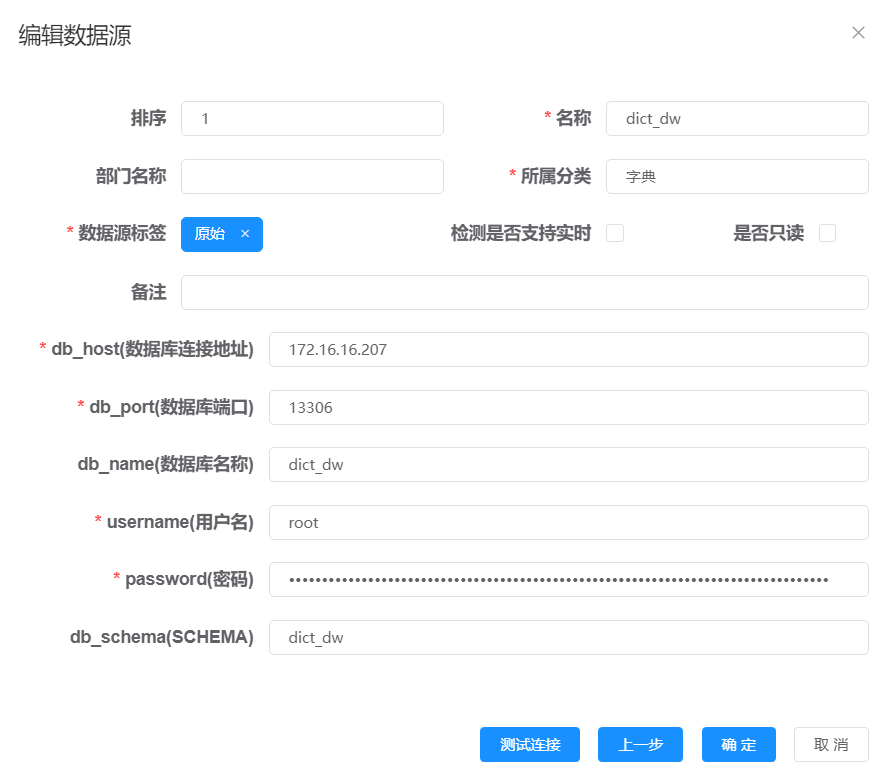 编辑数据源
排序 1 * 名称 dict_dw
部门名称 * 所属分类 字典
* 数据源标签 原始 × 检测是否支持实时 是否只读
备注
* db_host(数据库连接地址) 172.16.16.207
* db_port(数据库端口) 13306
db_name(数据库名称) dict_dw
* username(用户名) root
* password(密码) ••••••••••••••••••••••••••••••••••••••••••••••••••••••••••••••••••••••••••••••••
db_schema(SCHEMA) dict_dw
测试连接 上一步 确 定 取 消